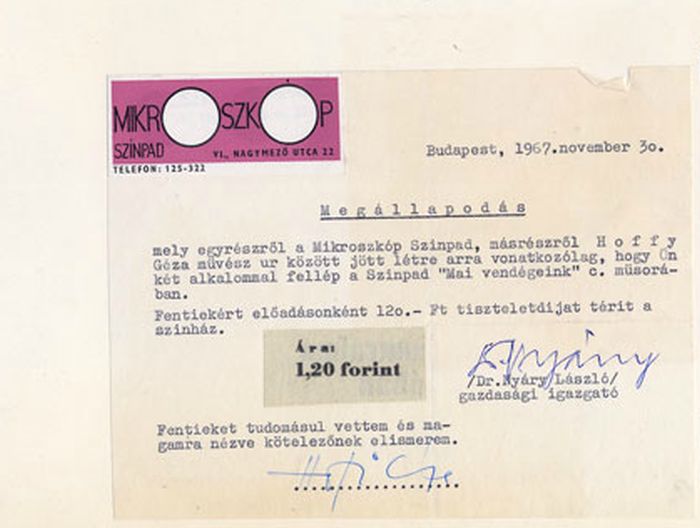 MIKROSZKÓP
SZÍNPAD
VI., NAGYMEZŐ UTCA 22
TELEFON: 125-322
Budapest, 1967.november 3o.
Megállapodás
mely egyrészről a Mikroszkóp Szinpad, másrészről Hoffy
Géza művész ur között jött létre arra vonatkozólag, hogy Ön
két alkalommal fellép a Szinpad "Mai vendégeink" c. műsorá-
ban.
Fentiekért előadásonként 12o.- Ft tiszteletdijat térit a
szinház.
Ára:
1,20 forint
/Dr.Nyáry László/
gazdasági igazgató
Fentieket tudomásul vettem és ma-
gamra nézve kötelezőnek elismerem.